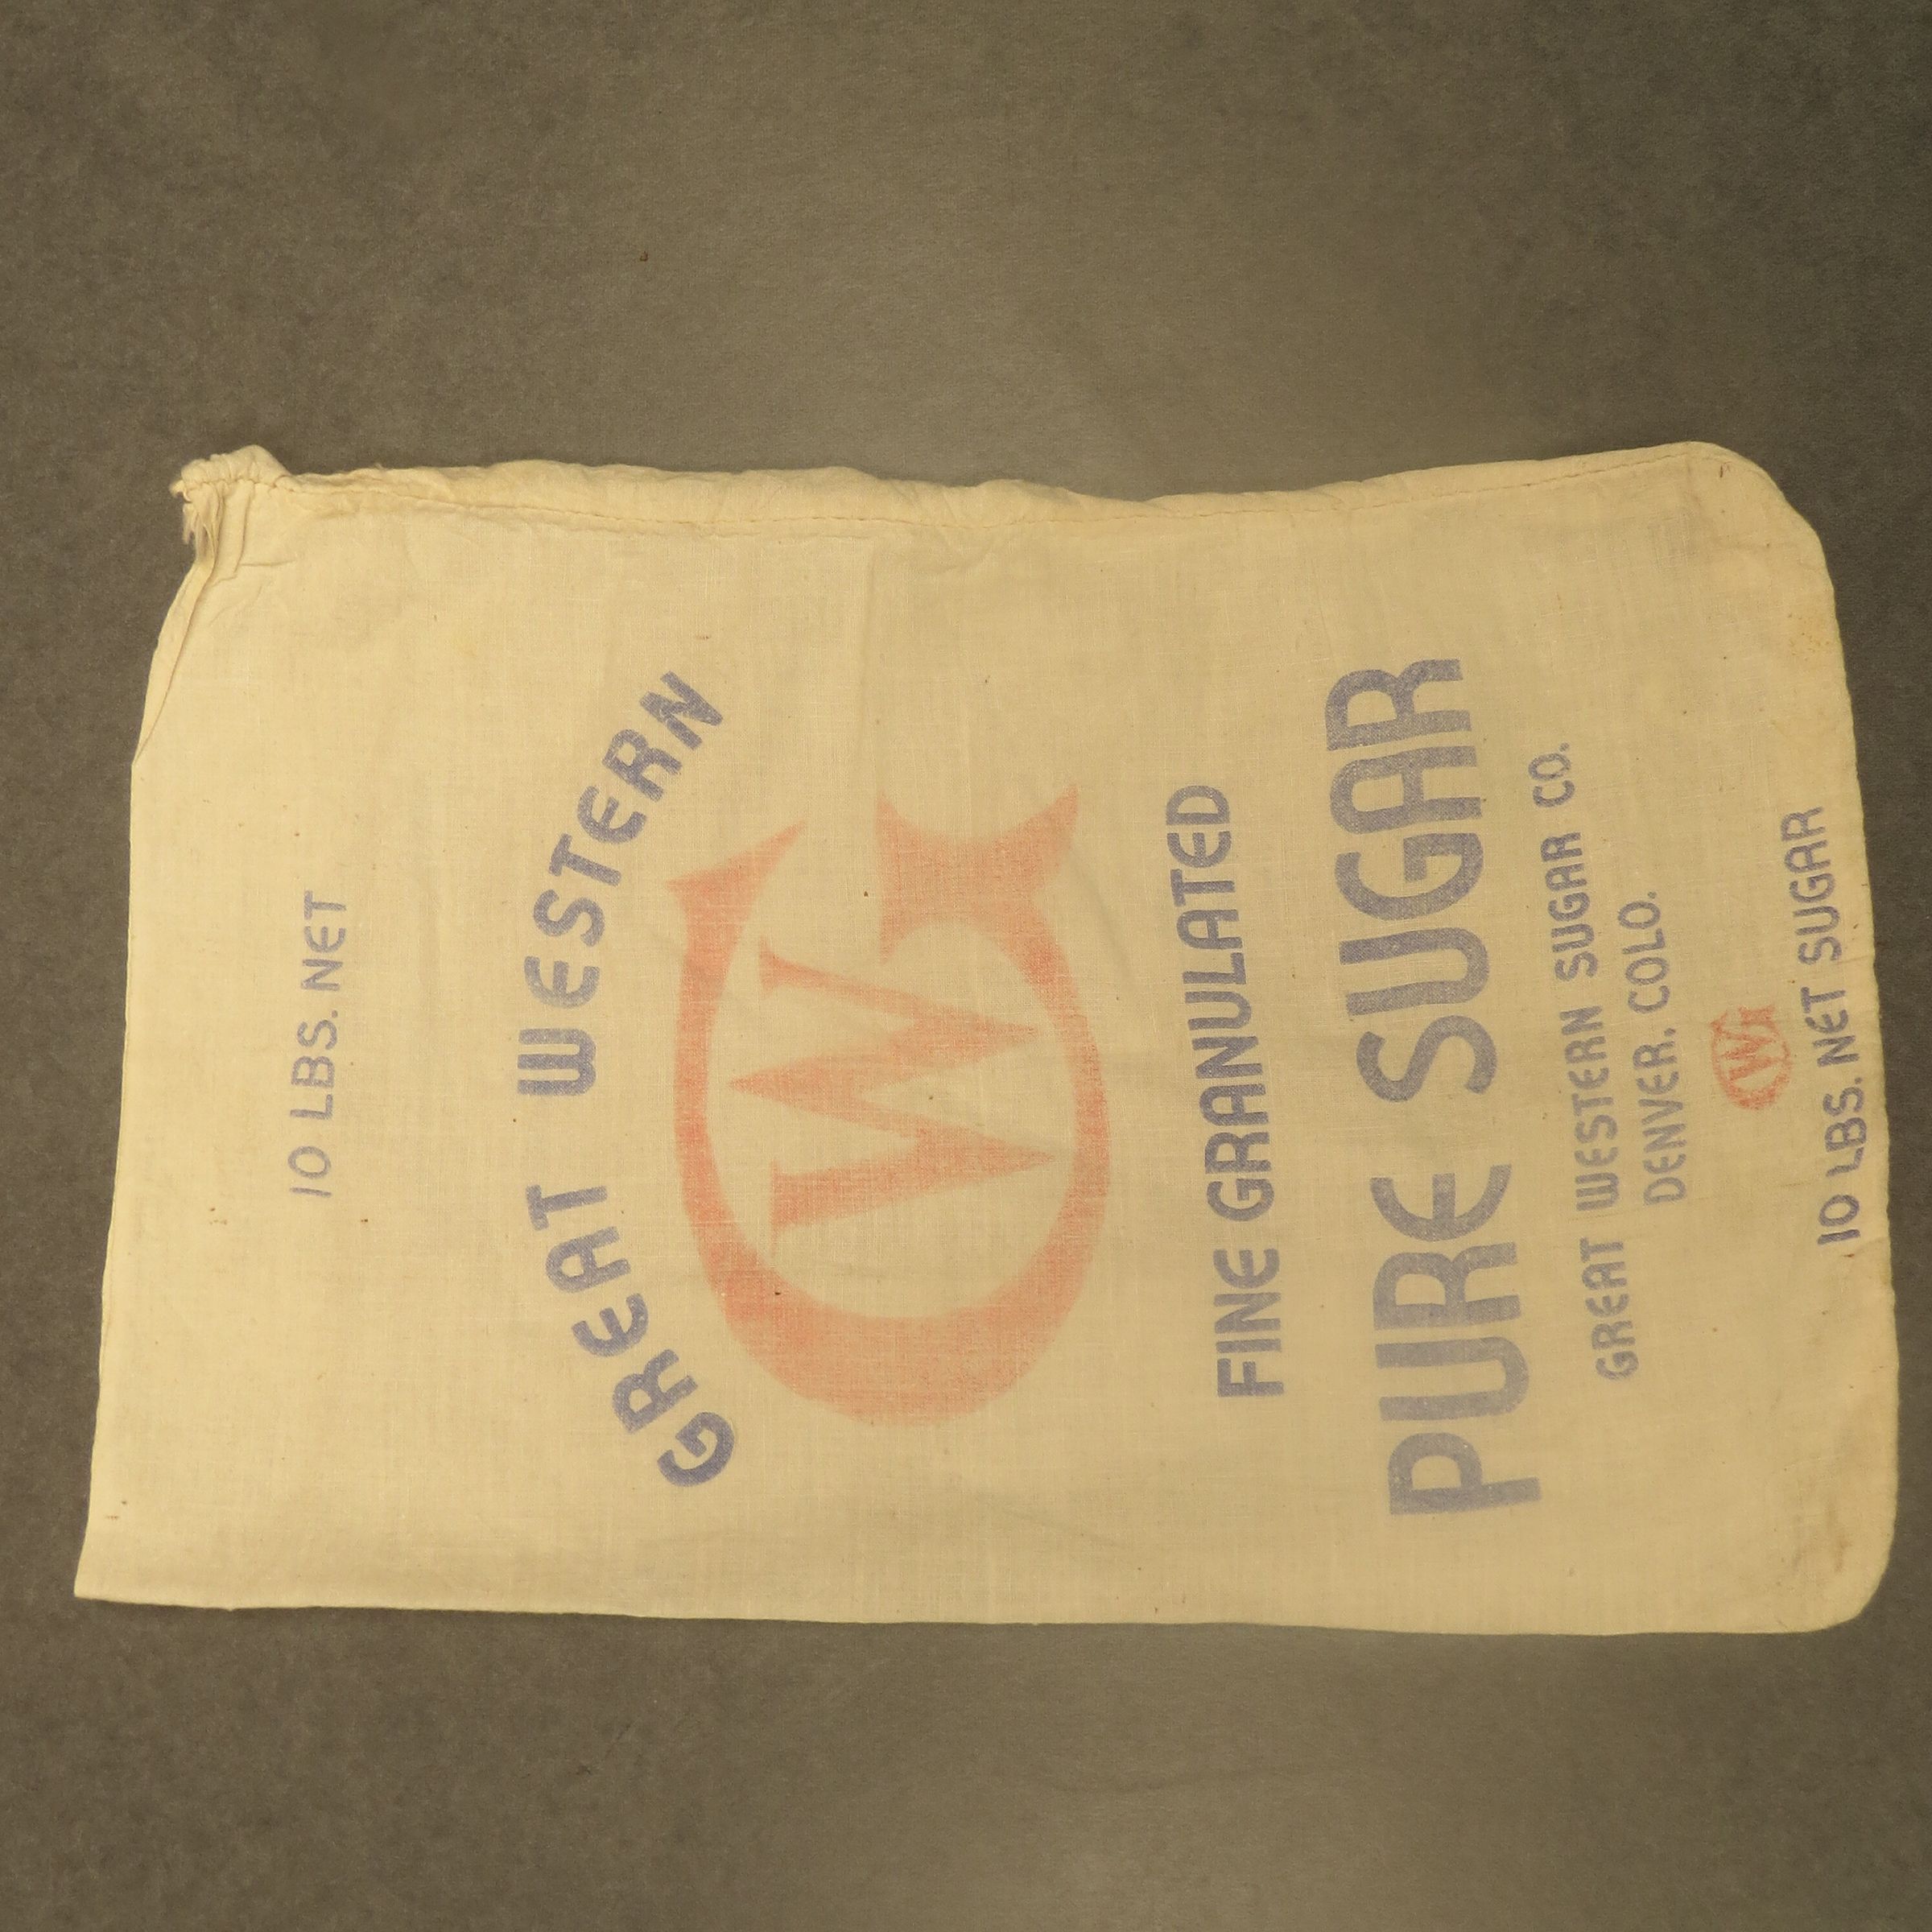 10 LBS. NET
GREAT WESTERN
GW
FINE GRANULATED
PURE SUGAR
GREAT WESTERN SUGAR CO.
DENVER, COLO.
GW
10 LBS. NET SUGAR